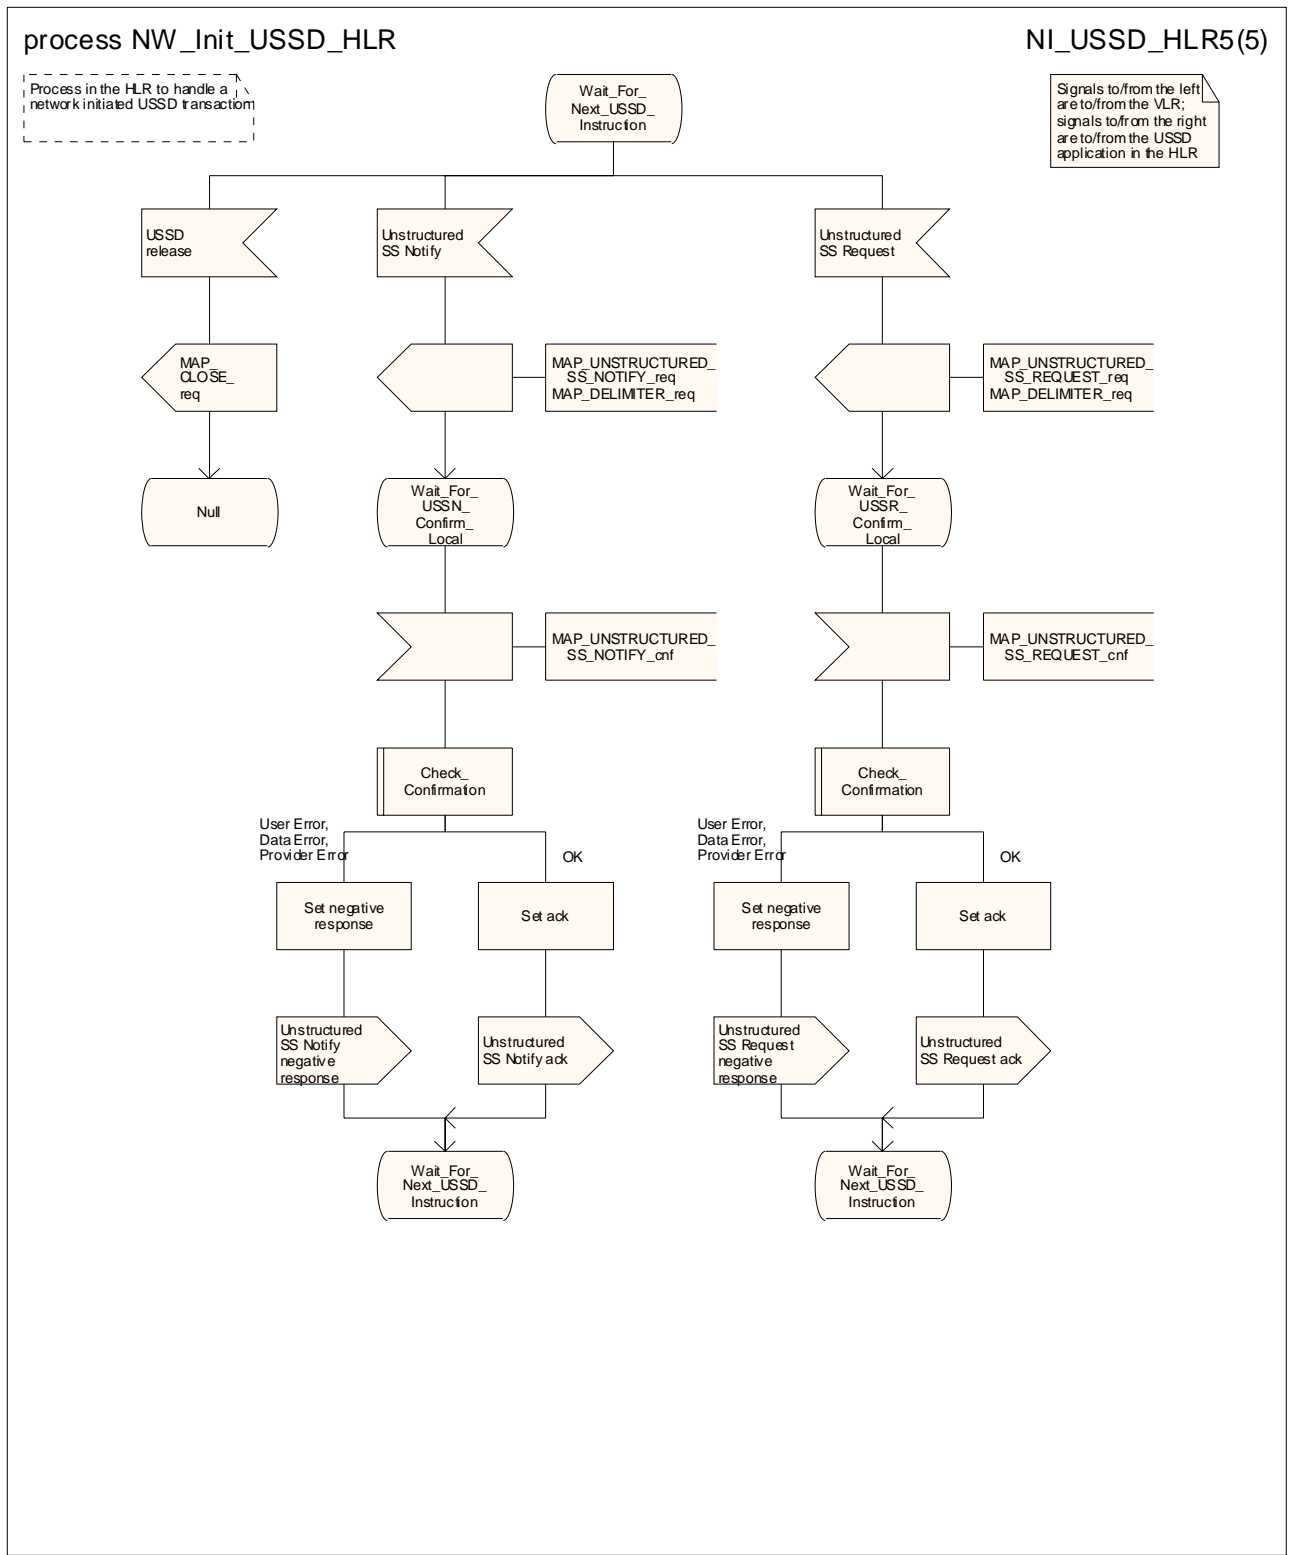 process NW_Init_USSD_HLR
NI_USSD_HLR5(5)
Process in the HLR to handle a
network initiated USSD transaction
Wait_For_
Next_USSD_
Instruction
Signals to/from the left
are to/from the VLR;
signals to/from the right
are to/from the USSD
application in the HLR
USSD
release
Unstructured
SS Notify
Unstructured
SS Request
MAP_
CLOSE_
req
MAP_UNSTRUCTURED_
SS_NOTIFY_req
MAP_DELIMITER_req
MAP_UNSTRUCTURED_
SS_REQUEST_req
MAP_DELIMITER_req
Null
Wait_For_
USSN_
Confirm_
Local
Wait_For_
USSR_
Confirm_
Local
MAP_UNSTRUCTURED_
SS_NOTIFY_cnf
MAP_UNSTRUCTURED_
SS_REQUEST_cnf
Check_
Confirmation
Check_
Confirmation
User Error,
Data Error,
Provider Error
OK
User Error,
Data Error,
Provider Error
OK
Set negative
response
Set ack
Set negative
response
Set ack
Unstructured
SS Notify
negative
response
Unstructured
SS Notify ack
Unstructured
SS Request
negative
response
Unstructured
SS Request ack
Wait_For_
Next_USSD_
Instruction
Wait_For_
Next_USSD_
Instruction